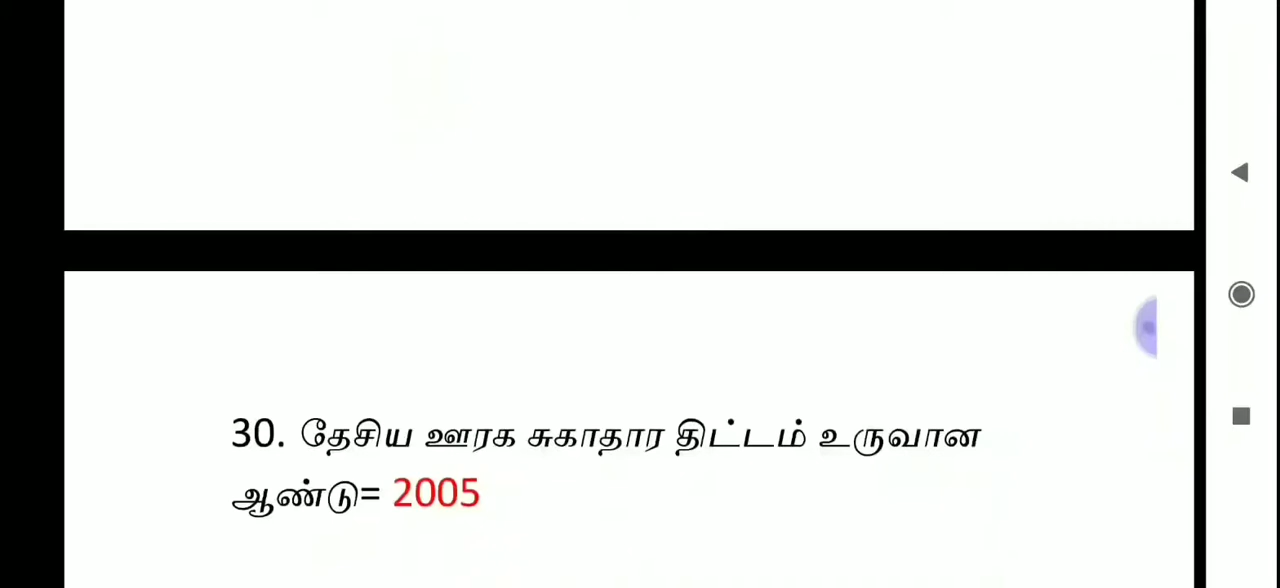 30. தேசிய ஊரக சுகாதார திட்டம் உருவான
ஆண்டு= 2005